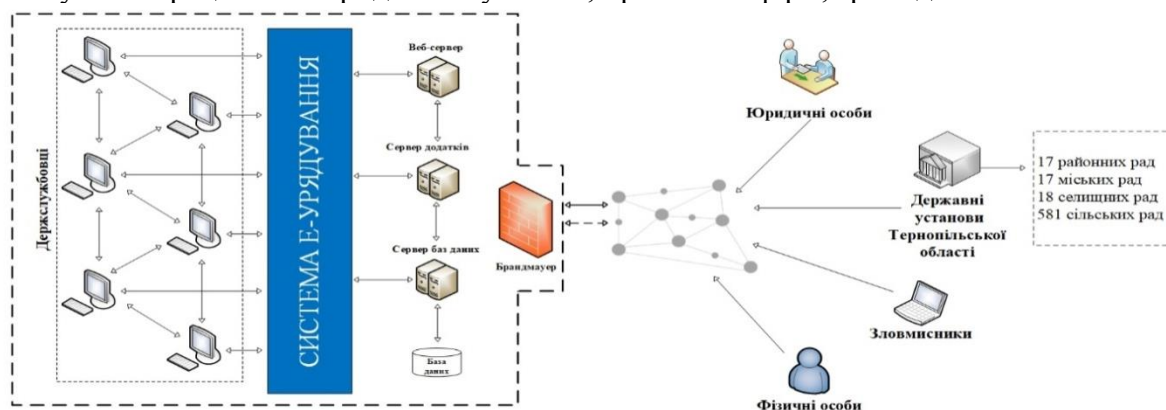 Держслужбовці
СИСТЕМА Е-УРЯДУВАННЯ
Веб-сервер
Сервер додатків
Сервер баз даних
База
даних
Брандмауер
Юридичні особи
Державні
установи
Тернопільської
області
17 районних рад
17 міських рад
18 селищних рад
581 сільських рад
Зловмисники
Фізичні особи